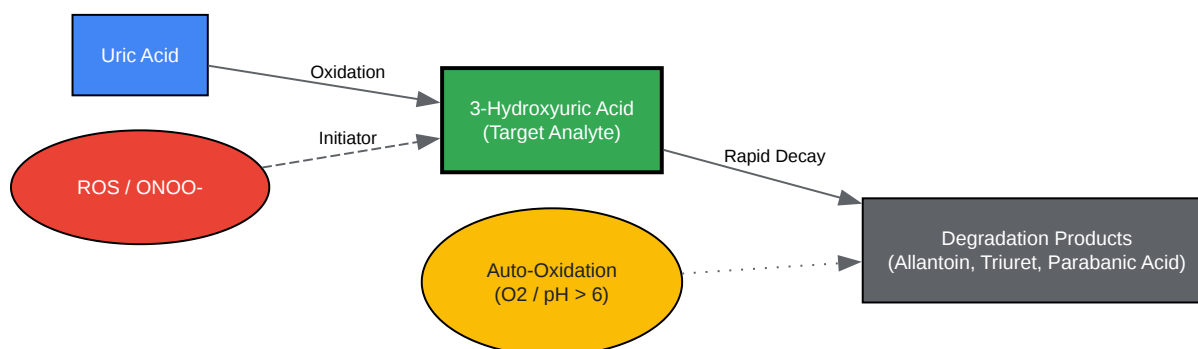 Uric Acid
Oxidation
3-Hydroxyuric Acid
(Target Analyte)
Initiator
ROS / ONOO-
Rapid Decay
Auto-Oxidation
(O2 / pH > 6)
Degradation Products
(Allantoin, Triuret, Parabanic Acid)